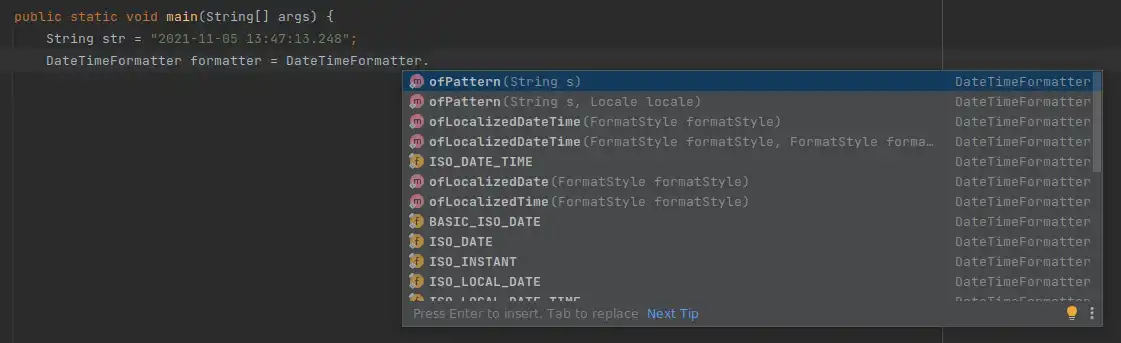 public static void main(String[] args) {
String str = "2021-11-05 13:47:13.248";
DateTimeFormatter formatter = DateTimeFormatter.
m ofPattern(String s) DateTimeFormatter
m ofPattern(String s, Locale locale) DateTimeFormatter
m ofLocalizedDateTime(FormatStyle formatStyle) DateTimeFormatter
m ofLocalizedDateTime(FormatStyle formatStyle, FormatStyle forma… DateTimeFormatter
f ISO_DATE_TIME DateTimeFormatter
m ofLocalizedDate(FormatStyle formatStyle) DateTimeFormatter
m ofLocalizedTime(FormatStyle formatStyle) DateTimeFormatter
f BASIC_ISO_DATE DateTimeFormatter
f ISO_DATE DateTimeFormatter
f ISO_INSTANT DateTimeFormatter
f ISO_LOCAL_DATE DateTimeFormatter
f ISO_LOCAL_DATE_TIME DateTimeFormatter
Press Enter to insert. Tab to replace Next Tip